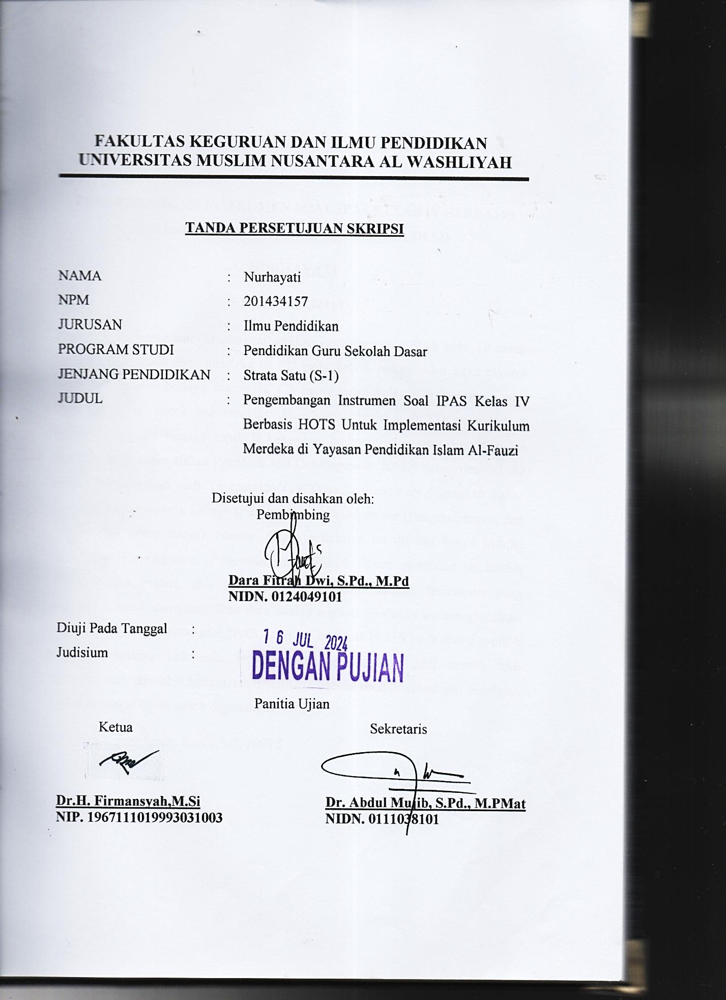 FAKULTAS KEGURUAN DAN ILMU PENDIDIKAN
UNIVERSITAS MUSLIM NUSANTARA AL WASHLIYAH
TANDA PERSETUJUAN SKRIPSI
NAMA : Nurhayati
NPM : 201434157
JURUSAN : Ilmu Pendidikan
PROGRAM STUDI : Pendidikan Guru Sekolah Dasar
JENJANG PENDIDIKAN : Strata Satu (S-1)
JUDUL : Pengembangan Instrumen Soal IPAS Kelas IV
Berbasis HOTS Untuk Implementasi Kurikulum
Merdeka di Yayasan Pendidikan Islam Al-Fauzi
Disetujui dan disahkan oleh:
Pembimbing
Dara Fitrah Dwi, S.Pd., M.Pd
NIDN. 0124049101
Diuji Pada Tanggal : 16 JUL 2024
Judisium : DENGAN PUJIAN
Panitia Ujian
Ketua Sekretaris
Dr.H. Firmansyah,M.Si Dr. Abdul Mujib, S.Pd., M.PMat
NIP. 1967111019993031003 NIDN. 0111038101